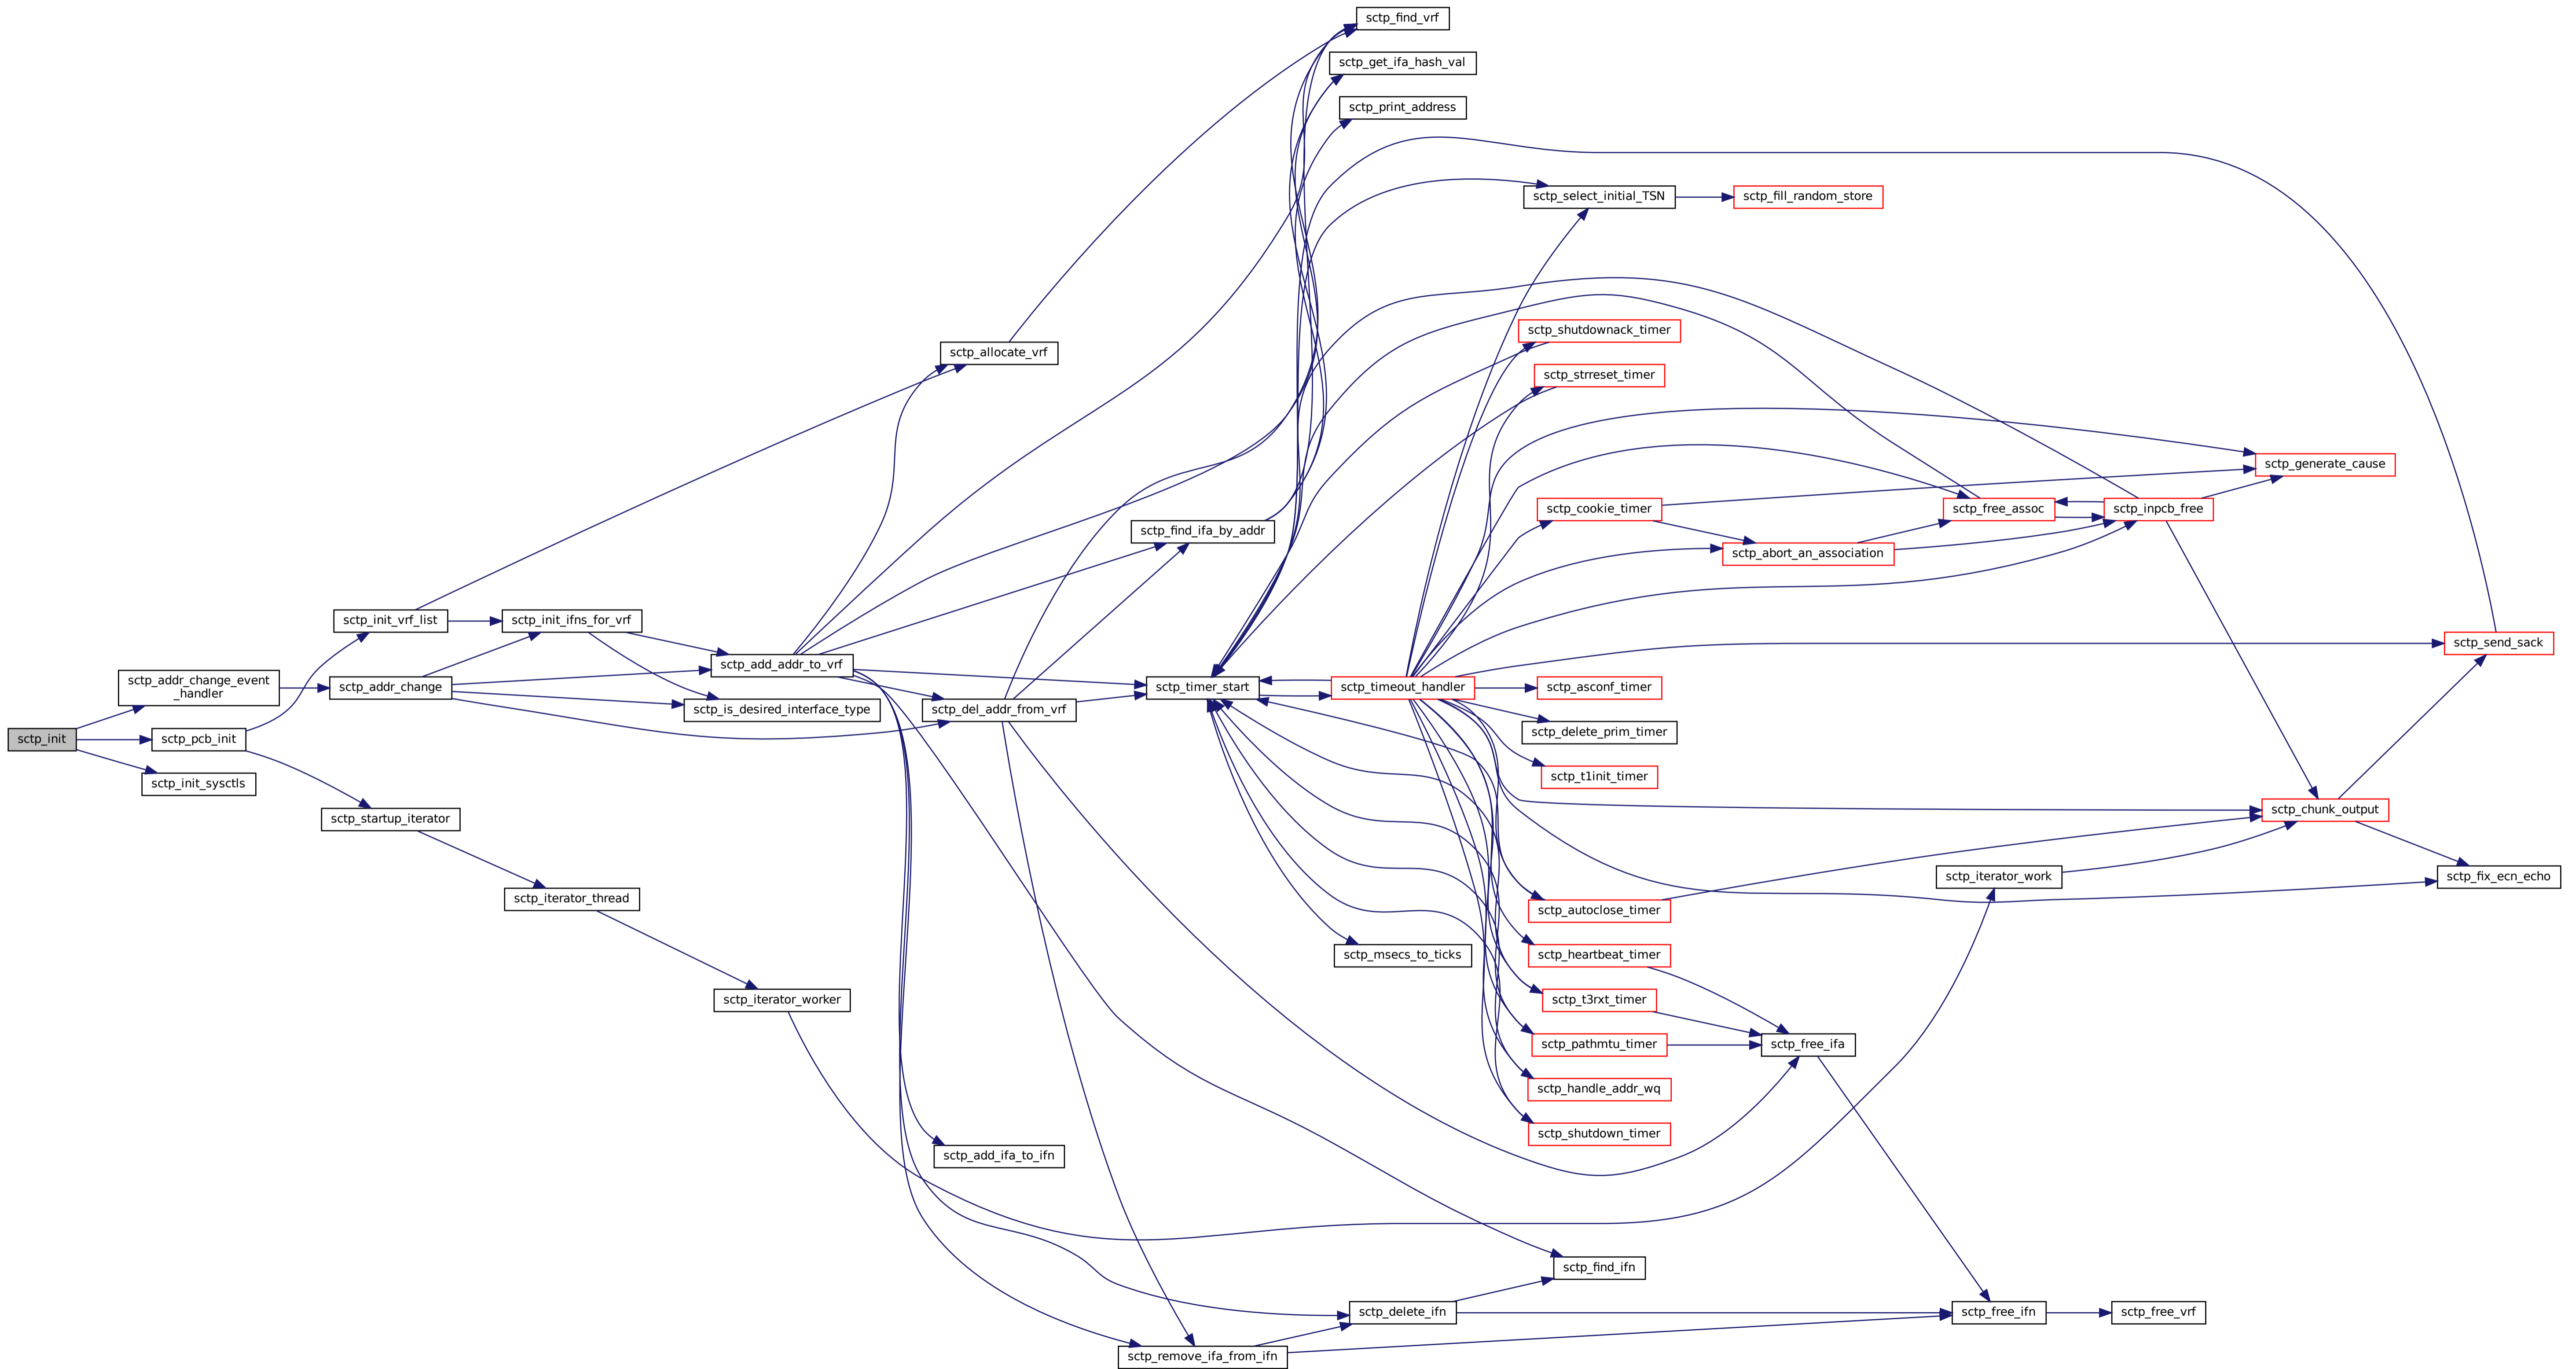 sctp_find_vrf
sctp_get_ifa_hash_val
sctp_print_address
sctp_select_initial_TSN
sctp_fill_random_store
sctp_shutdownack_timer
sctp_allocate_vrf
sctp_strreset_timer
sctp_generate_cause
sctp_cookie_timer
sctp_free_assoc
sctp_inpcb_free
sctp_find_ifa_by_addr
sctp_abort_an_association
sctp_init_vrf_list
sctp_init_ifns_for_vrf
sctp_send_sack
sctp_add_addr_to_vrf
sctp_addr_change_event
_handler
sctp_addr_change
sctp_timer_start
sctp_timeout_handler
sctp_asconf_timer
sctp_is_desired_interface_type
sctp_del_addr_from_vrf
sctp_delete_prim_timer
sctp_init
sctp_pcb_init
sctp_t1init_timer
sctp_init_sysctls
sctp_chunk_output
sctp_startup_iterator
sctp_iterator_work
sctp_fix_ecn_echo
sctp_iterator_thread
sctp_autoclose_timer
sctp_msecs_to_ticks
sctp_heartbeat_timer
sctp_iterator_worker
sctp_t3rxt_timer
sctp_pathmtu_timer
sctp_free_ifa
sctp_handle_addr_wq
sctp_shutdown_timer
sctp_add_ifa_to_ifn
sctp_find_ifn
sctp_delete_ifn
sctp_free_ifn
sctp_free_vrf
sctp_remove_ifa_from_ifn